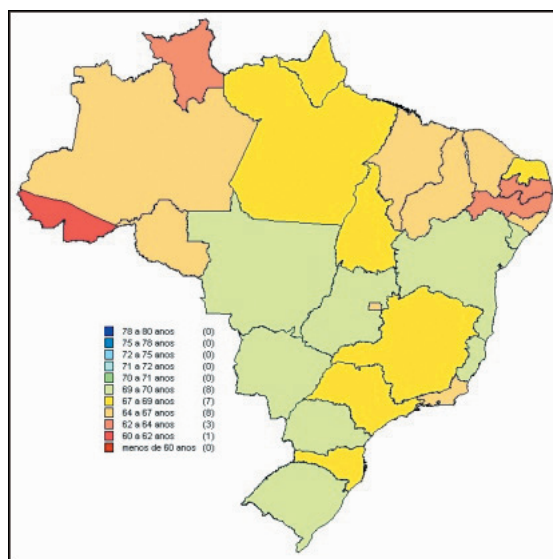 78 a 80 anos (0)
75 a 78 anos (0)
72 a 75 anos (0)
71 a 72 anos (0)
70 a 71 anos (0)
69 a 70 anos (8)
67 a 69 anos (7)
64 a 67 anos (8)
62 a 64 anos (3)
60 a 62 anos (1)
menos de 60 anos (0)